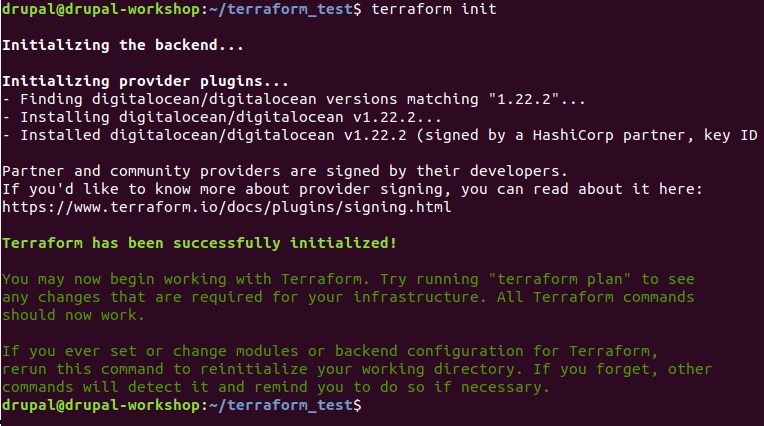 drupal@drupal-workshop:~/terraform_test$ terraform init
Initializing the backend...
Initializing provider plugins...
- Finding digitalocean/digitalocean versions matching "1.22.2"...
- Installing digitalocean/digitalocean v1.22.2...
- Installed digitalocean/digitalocean v1.22.2 (signed by a HashiCorp partner, key ID
Partner and community providers are signed by their developers.
If you'd like to know more about provider signing, you can read about it here:
https://www.terraform.io/docs/plugins/signing.html
Terraform has been successfully initialized!
You may now begin working with Terraform. Try running "terraform plan" to see
any changes that are required for your infrastructure. All Terraform commands
should now work.
If you ever set or change modules or backend configuration for Terraform,
rerun this command to reinitialize your working directory. If you forget, other
commands will detect it and remind you to do so if necessary.
drupal@drupal-workshop:~/terraform_test$